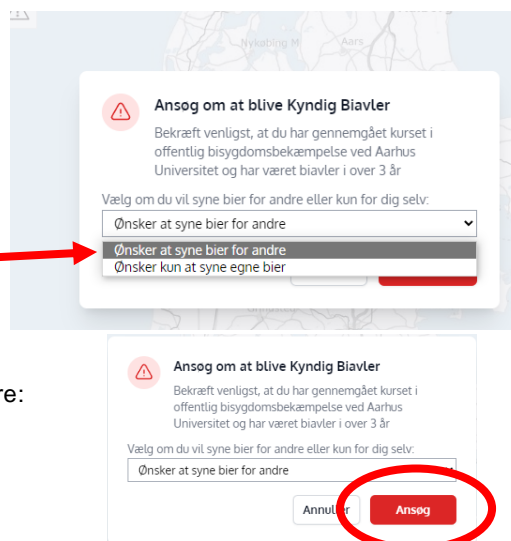 Nykøbing M
Aars
Ansøg om at blive Kyndig Biavler
Bekræft venligst, at du har gennemgået kurset i
offentlig bisygdomsbekæmpelse ved Aarhus
Universitet og har været biavler i over 3 år
Vælg om du vil syne bier for andre eller kun for dig selv:
Ønsker at syne bier for andre
Ønsker at syne bier for andre
Ønsker kun at syne egne bier
re:
Ansøg om at blive Kyndig Biavler
Bekræft venligst, at du har gennemgået kurset i
offentlig bisygdomsbekæmpelse ved Aarhus
Universitet og har været biavler i over 3 år
Vælg om du vil syne bier for andre eller kun for dig selv:
Ønsker at syne bier for andre
Annuller Ansøg